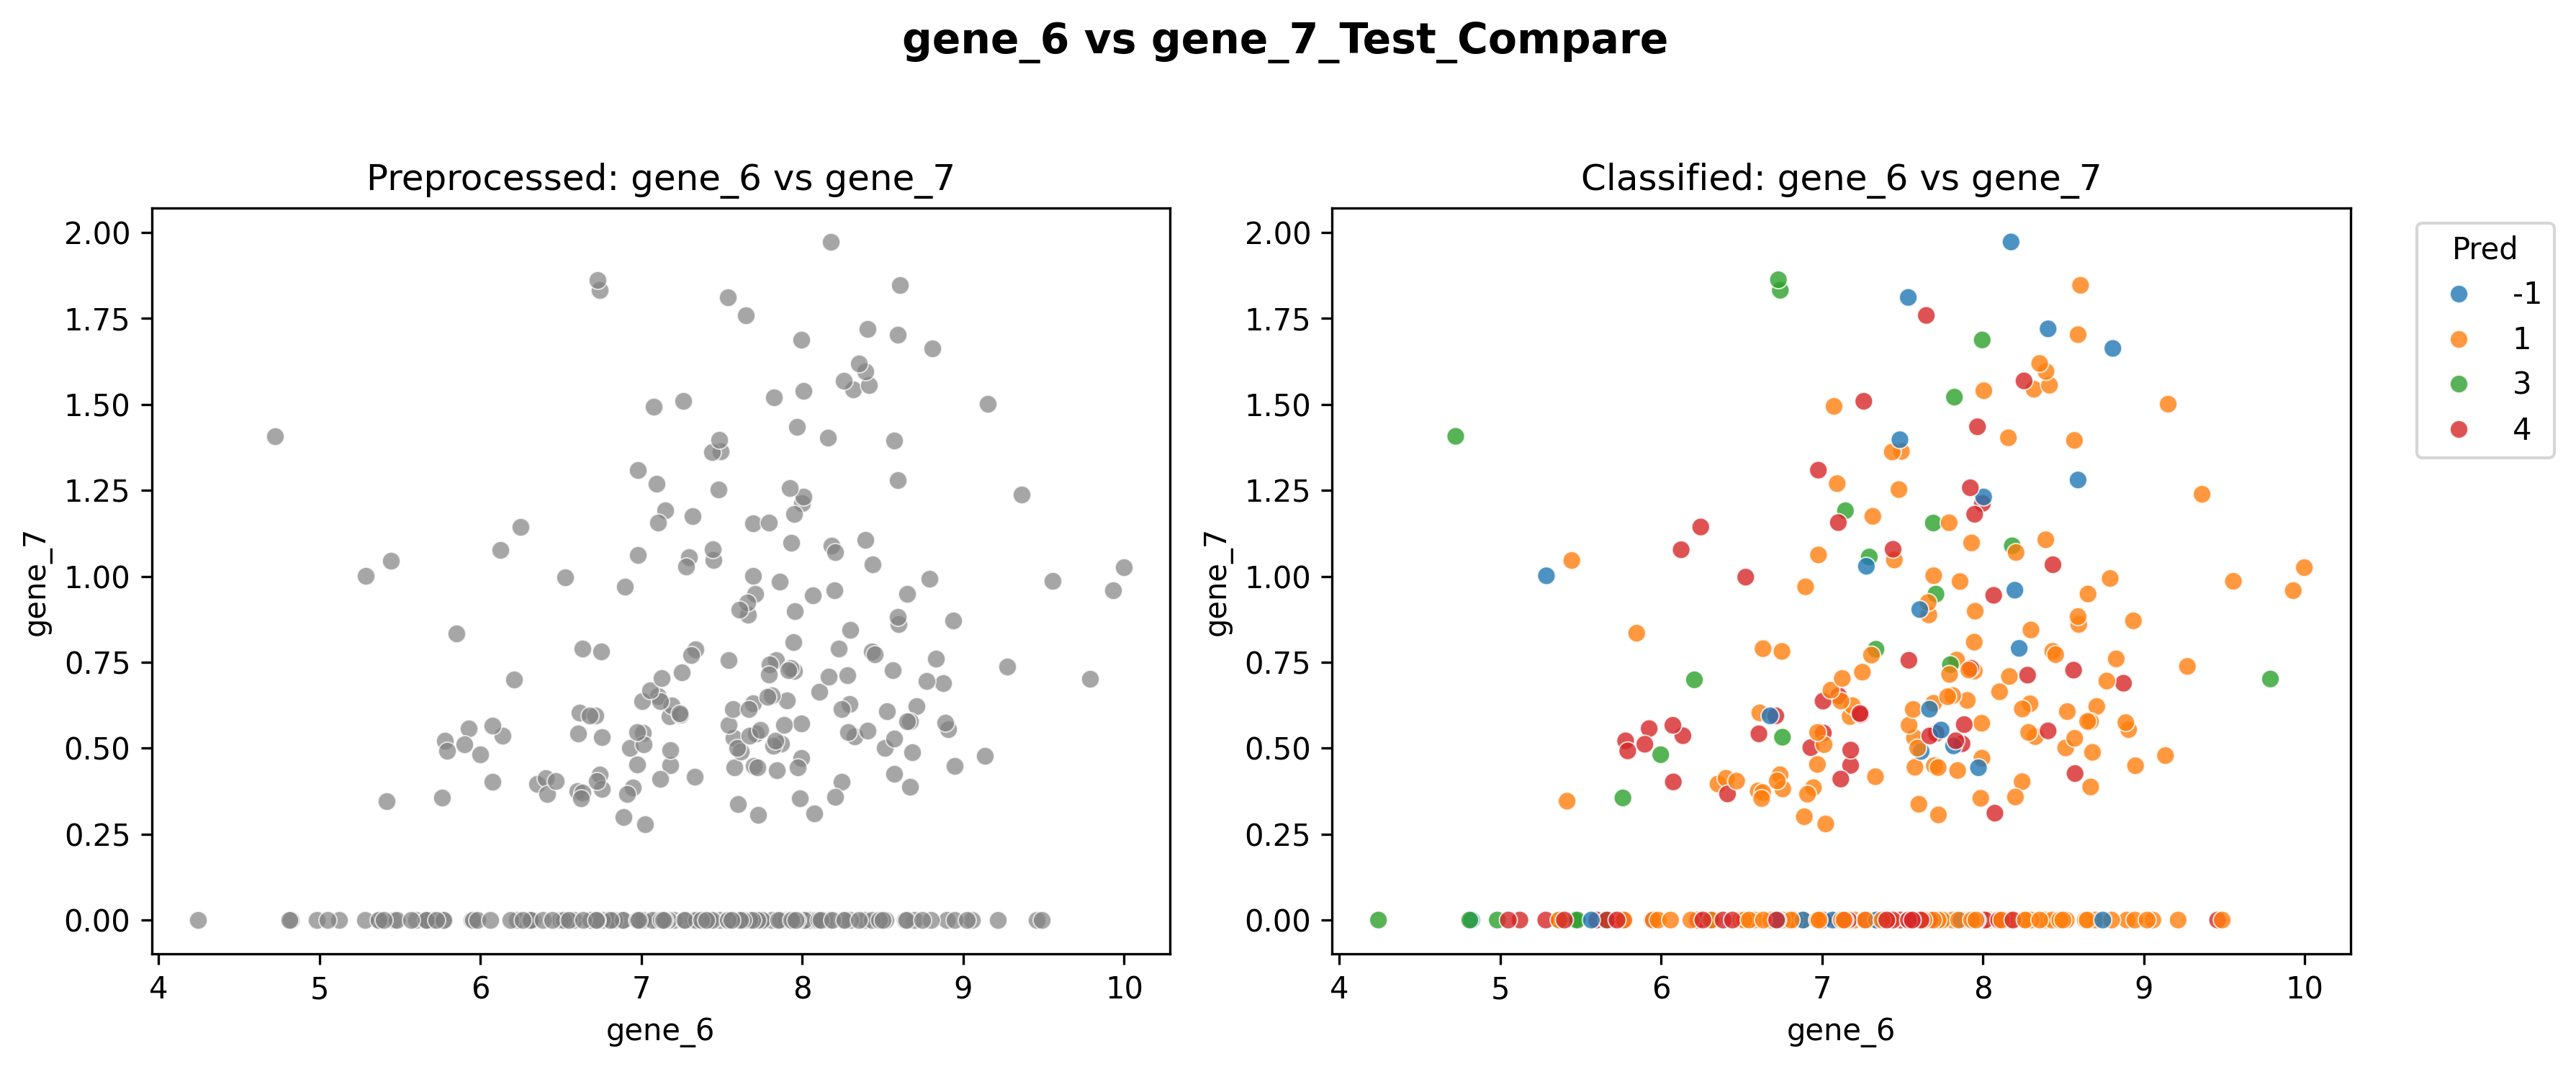 gene_6 vs gene_7_Test_Compare
Preprocessed: gene_6 vs gene_7
2.00
1.75
1.50
1.25
1.00
0.75
0.50
0.25
0.00
gene_7
4 5 6 7 8 9 10
gene_6
Classified: gene_6 vs gene_7
2.00
1.75
1.50
1.25
1.00
0.75
0.50
0.25
0.00
gene_7
4 5 6 7 8 9 10
gene_6
Pred
-1
1
3
4